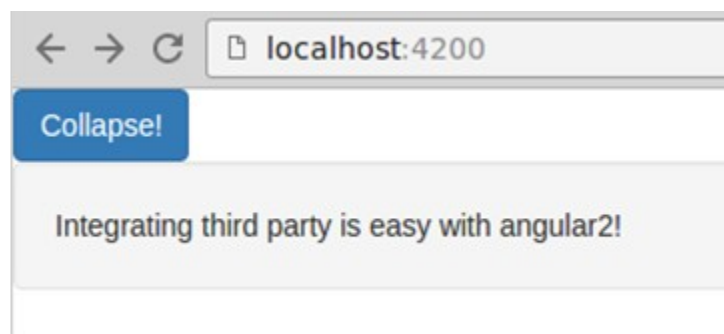 localhost:4200
Collapse!
Integrating third party is easy with angular2!